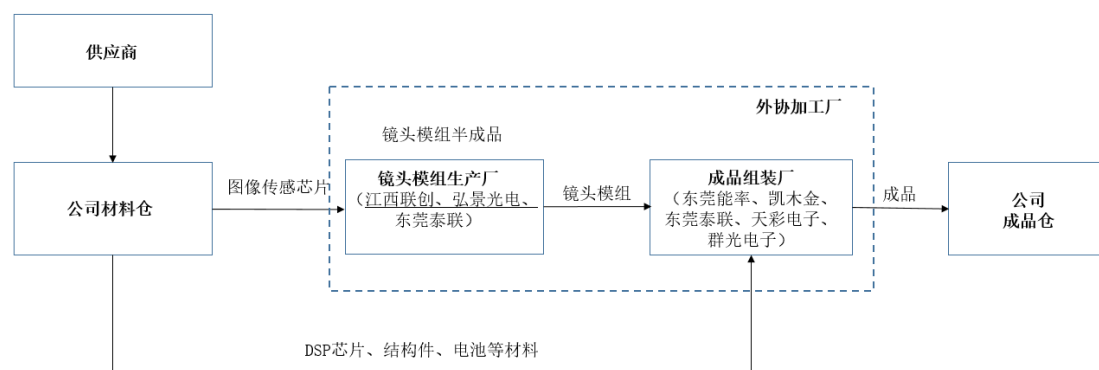 供应商
外协加工厂
镜头模组半成品
公司材料仓
图像传感芯片
镜头模组生产厂
（江西联创、弘景光电、
东莞泰联）
镜头模组
成品组装厂
（东莞能率、凯木金、
东莞泰联、天彩电子、
群光电子）
成品
公司
成品仓
DSP芯片、结构件、电池等材料